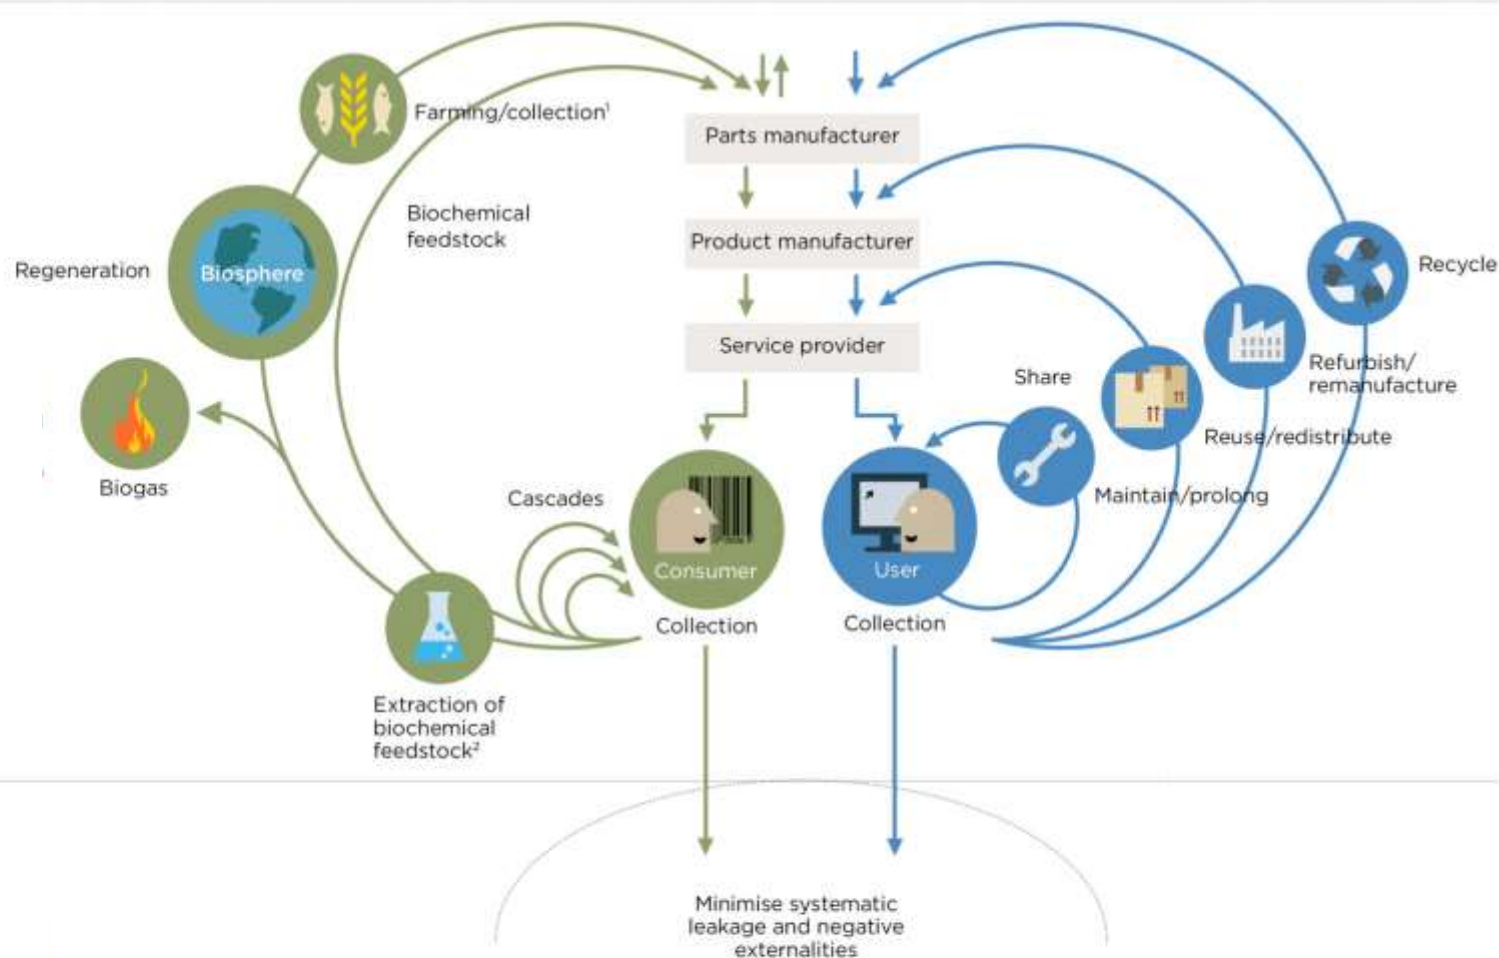 Farming/collection¹
Parts manufacturer
Biochemical
feedstock
Product manufacturer
Regeneration
Biosphere
Recycle
Service provider
Share
Refurbish/
remanufacture
Reuse/redistribute
Biogas
Cascades
Maintain/prolong
Consumer
User
Collection
Collection
Extraction of
biochemical
feedstock²
Minimise systematic
leakage and negative
externalities